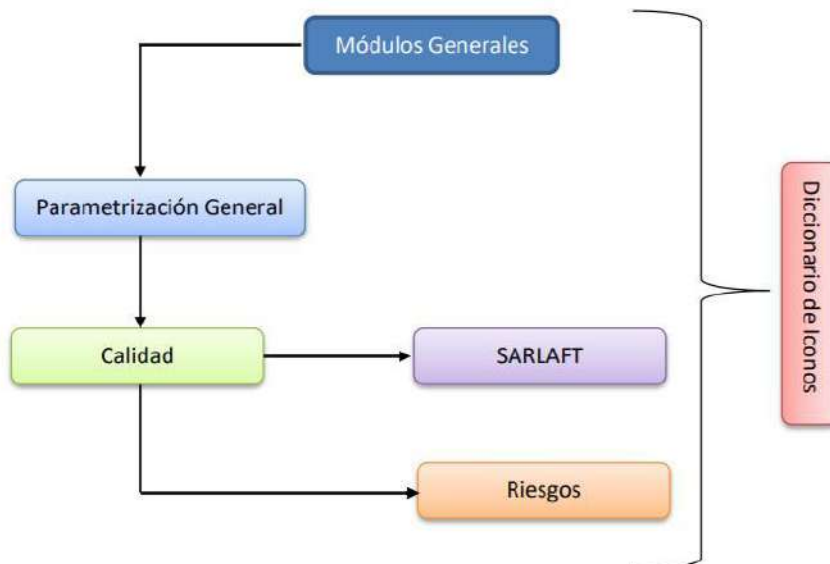 Módulos Generales
Parametrización General
Calidad
SARLAFT
Riesgos
Diccionario de Iconos